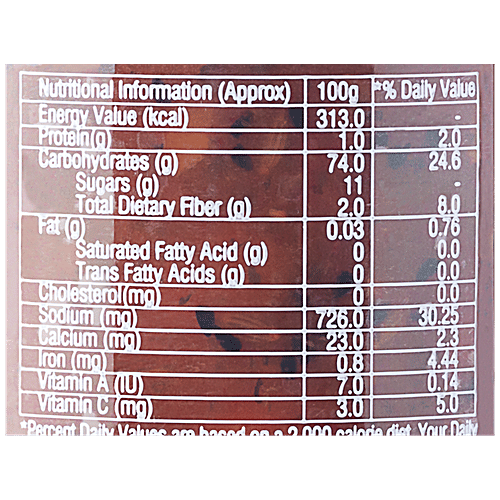 Nutritional Information (Approx) 100g *% Daily Value
Energy Value (kcal) 313.0 -
Protein(g) 1.0 2.0
Carbohydrates (g) 74.0 24.6
Sugars (g) 11 -
Total Dietary Fiber (g) 2.0 8.0
Fat (g) 0.03 0.76
Saturated Fatty Acid (g) 0 0.0
Trans Fatty Acids (g) 0 0.0
Cholesterol(mg) 0 0.0
Sodium (mg) 726.0 30.25
Calcium (mg) 23.0 2.3
Iron (mg) 0.8 4.44
Vitamin A (IU) 7.0 0.14
Vitamin C (mg) 3.0 5.0
*Percent Daily Values are based on a 2,000 calorie diet. Your Daily